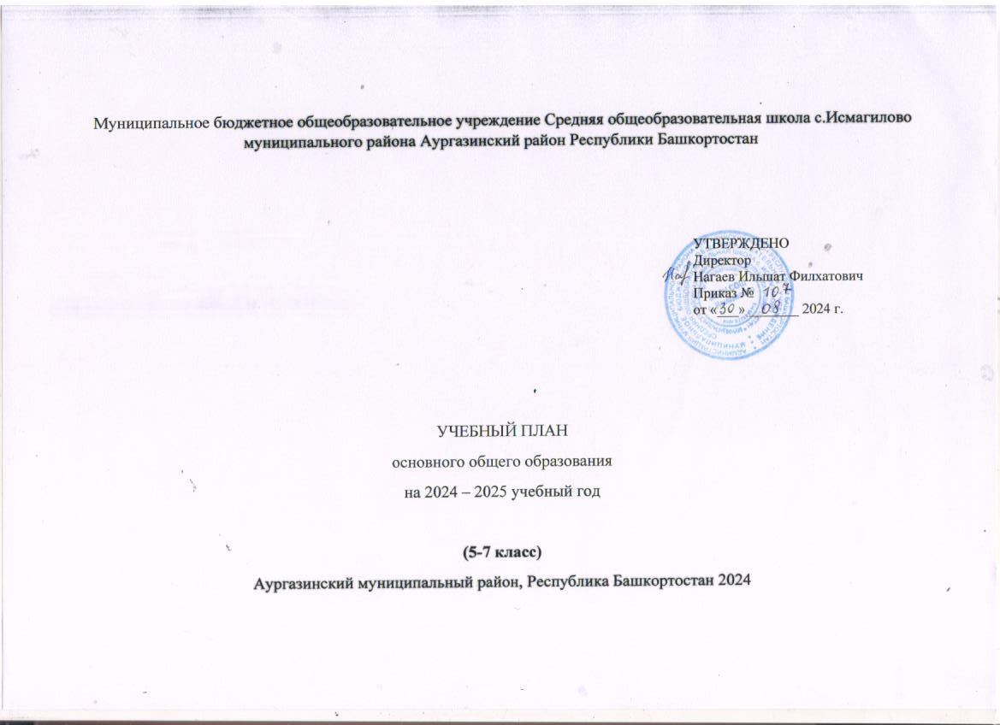 Муниципальное бюджетное общеобразовательное учреждение Средняя общеобразовательная школа с.Исмагилово
муниципального района Аургазинский район Республики Башкортостан
УТВЕРЖДЕНО
Директор
Нагаев Ильшат Филхатович
Приказ № 107
от «30» 08 2024 г.
УЧЕБНЫЙ ПЛАН
основного общего образования
на 2024 – 2025 учебный год
(5-7 класс)
Аургазинский муниципальный район, Республика Башкортостан 2024